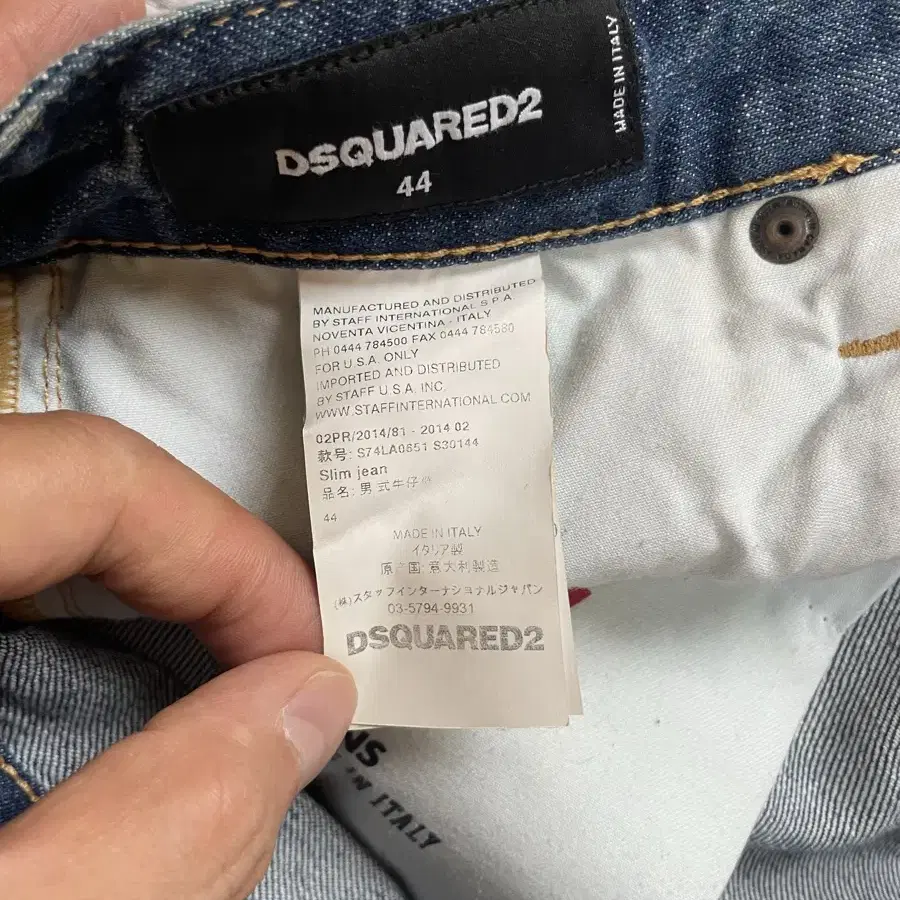 DSQUARED2
44
MADE IN ITALY
MANUFACTURED AND DISTRIBUTED
BY STAFF INTERNATIONAL S.P.A
NOVENTA VICENTINA - ITALY
PH 0444 784500 FAX 0444 784580
FOR U.S.A. ONLY
IMPORTED AND DISTRIBUTED
BY STAFF U.S.A. INC.
WWW.STAFFINTERNATIONAL.COM
02PR/2014/81 - 2014 02
款号: S74LA0651 S30144
Slim jean
品名: 男式牛仔
44
MADE IN ITALY
イタリア製
原产国: 意大利製造
(株)スタッフインターナショナルジャパン
03-5794-9931
DSQUARED2
NS
IN ITALY